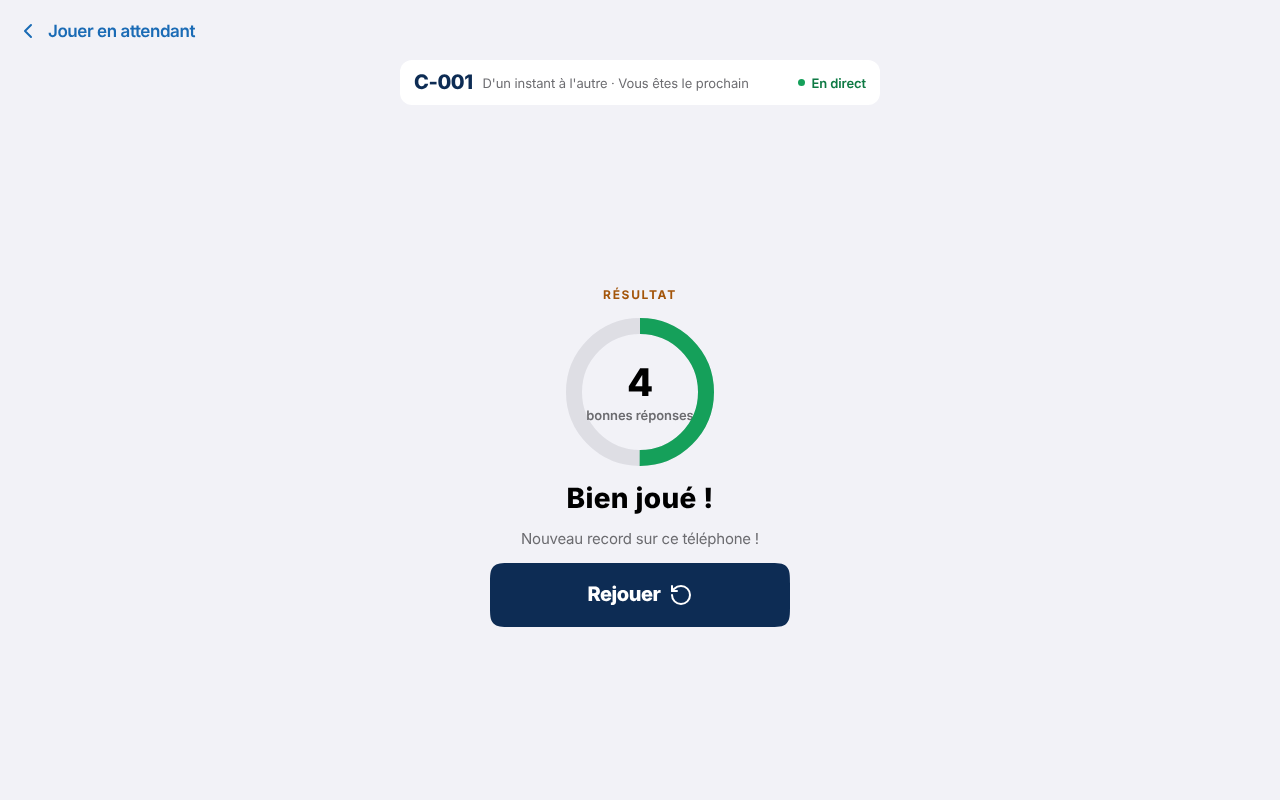 Jouer en attendant
C-001 D'un instant à l'autre · Vous êtes le prochain En direct
RÉSULTAT
4
bonnes réponses
Bien joué !
Nouveau record sur ce téléphone !
Rejouer